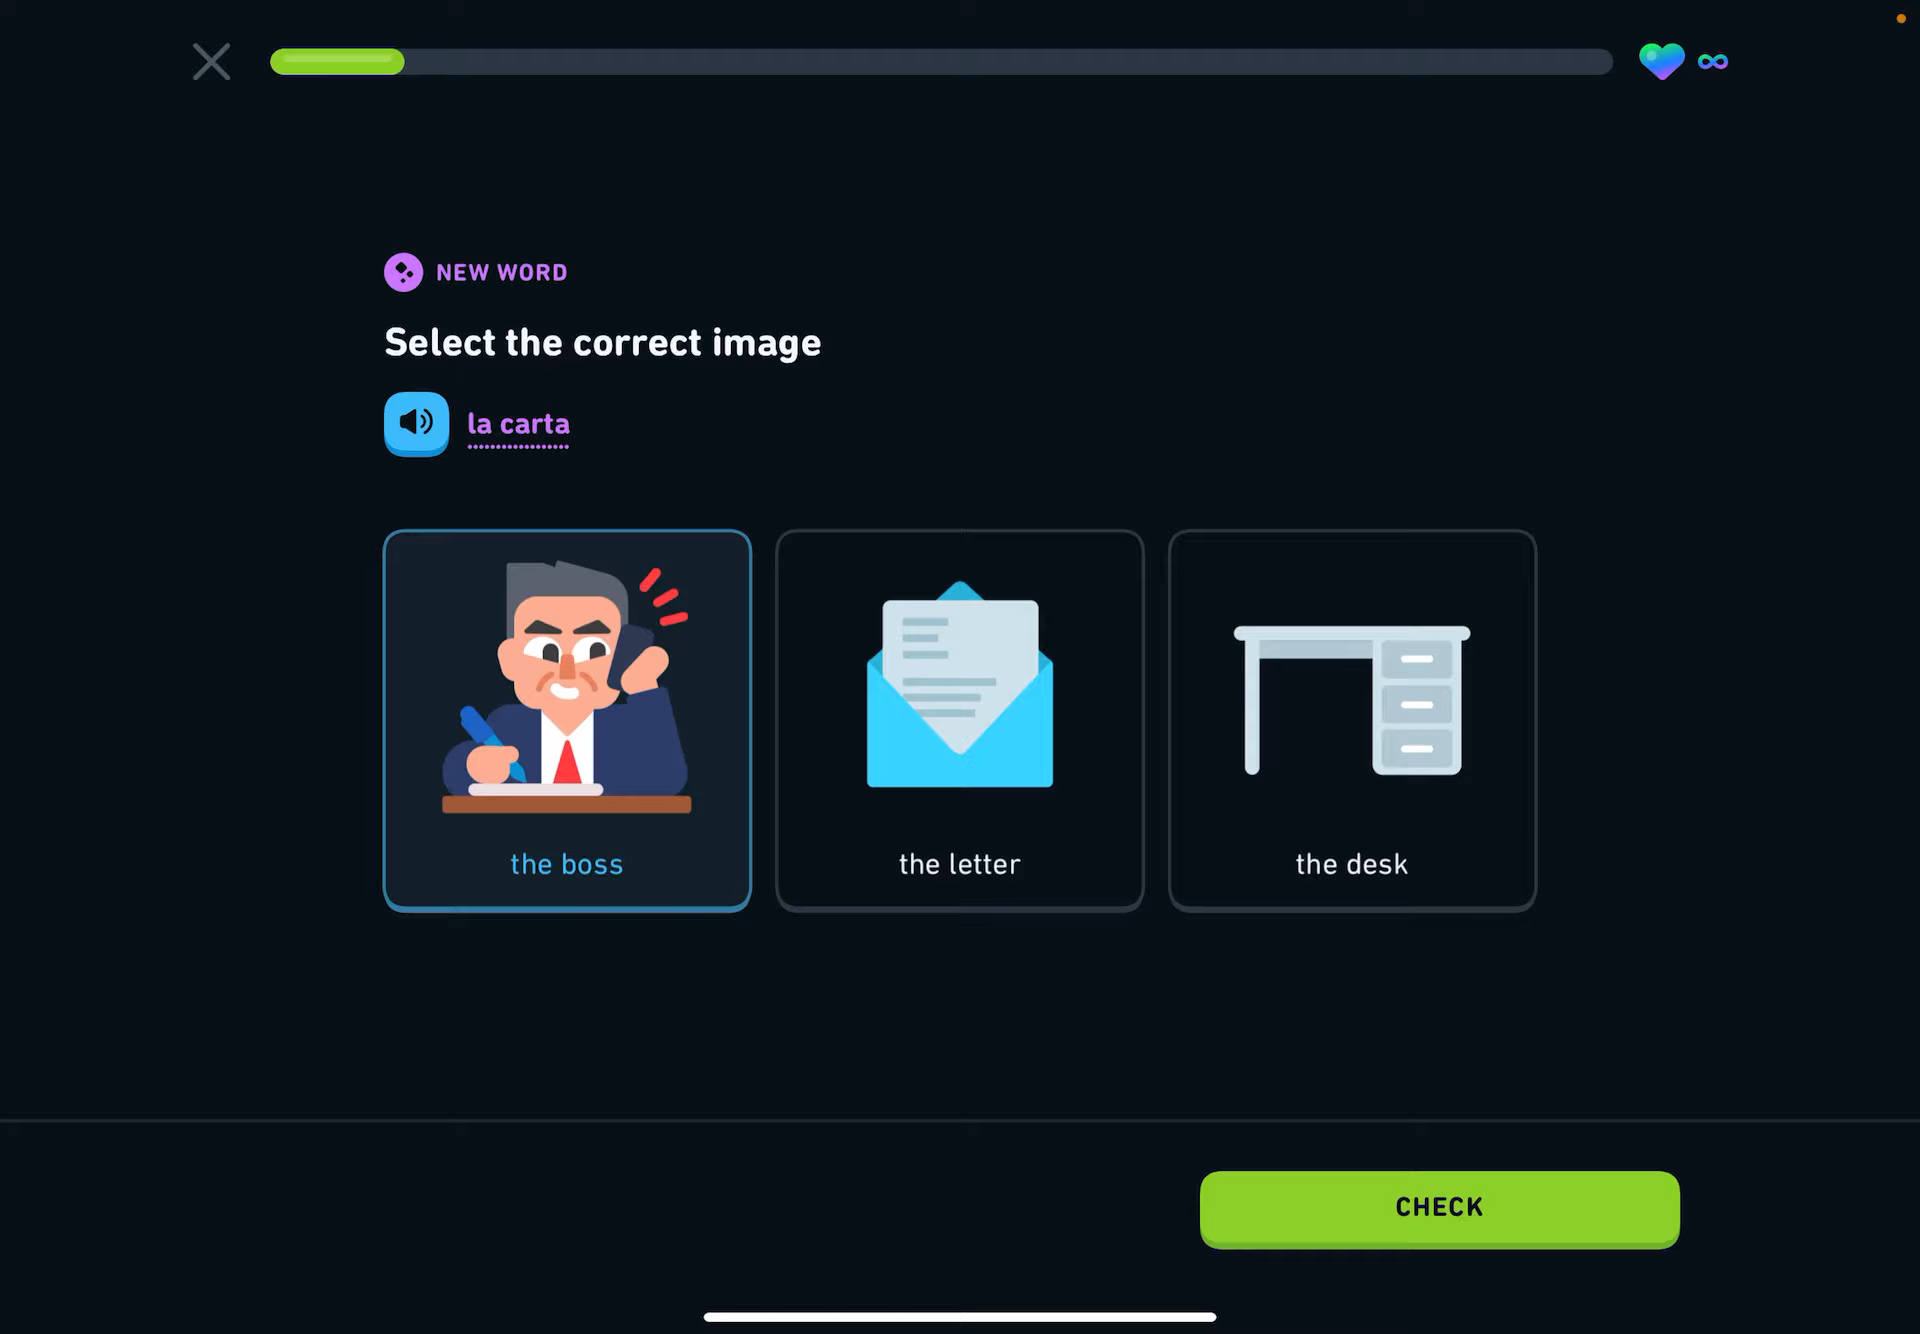 NEW WORD
Select the correct image
la carta
the boss
the letter
the desk
CHECK